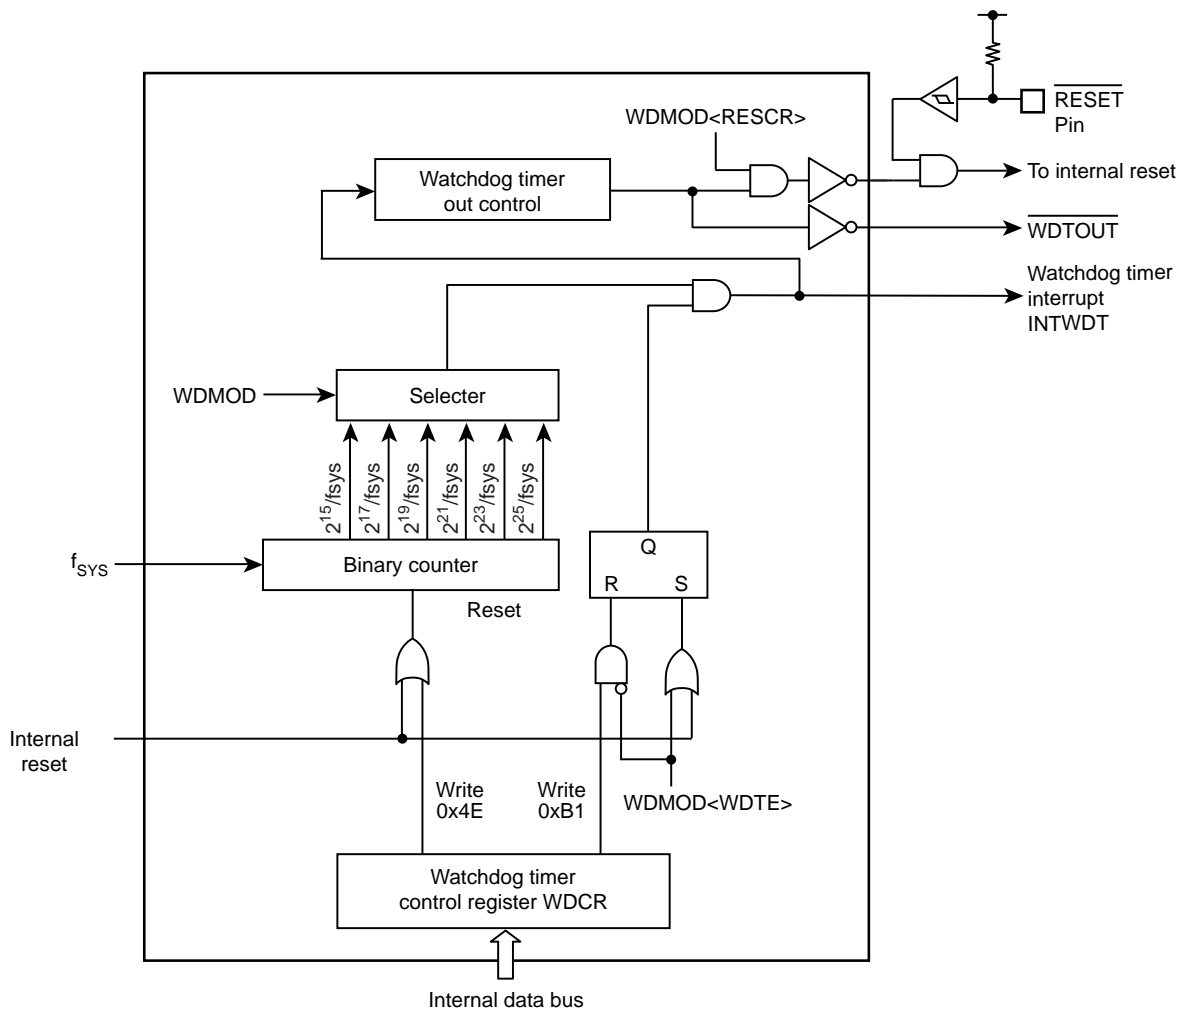 WDMOD<RESCR>
RESET
Pin
Watchdog timer
out control
To internal reset
WDTOUT
Watchdog timer
interrupt
INTWDT
WDMOD
Selecter
2^15/fsys
2^17/fsys
2^19/fsys
2^21/fsys
2^23/fsys
2^25/fsys
fSYS
Binary counter
Q
R S
Reset
Internal
reset
Write
0x4E
Write
0xB1
WDMOD<WDTE>
Watchdog timer
control register WDCR
Internal data bus